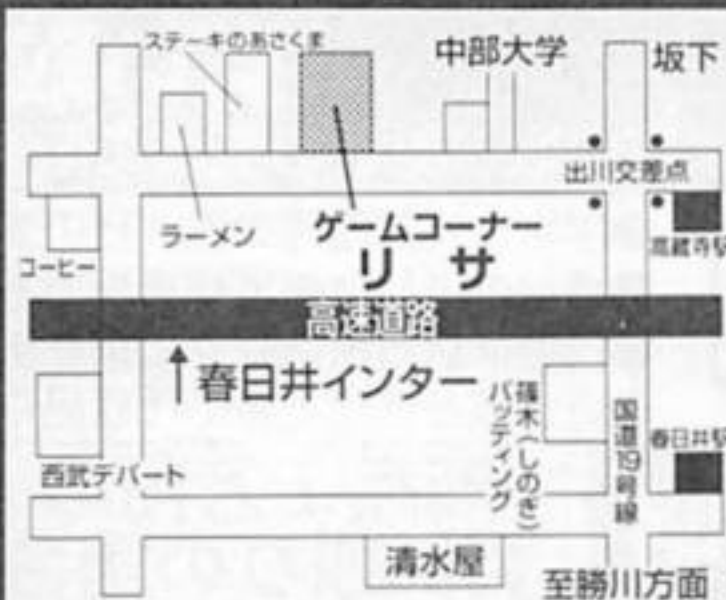 ステーキのあさくま
中部大学
坂下
出川交差点
ラーメン
ゲームコーナー
リサ
高蔵寺駅
コーヒー
高速道路
春日井インター
篠木(しのぎ)
バッティング
国道19号線
春日井駅
西武デパート
清水屋
至勝川方面